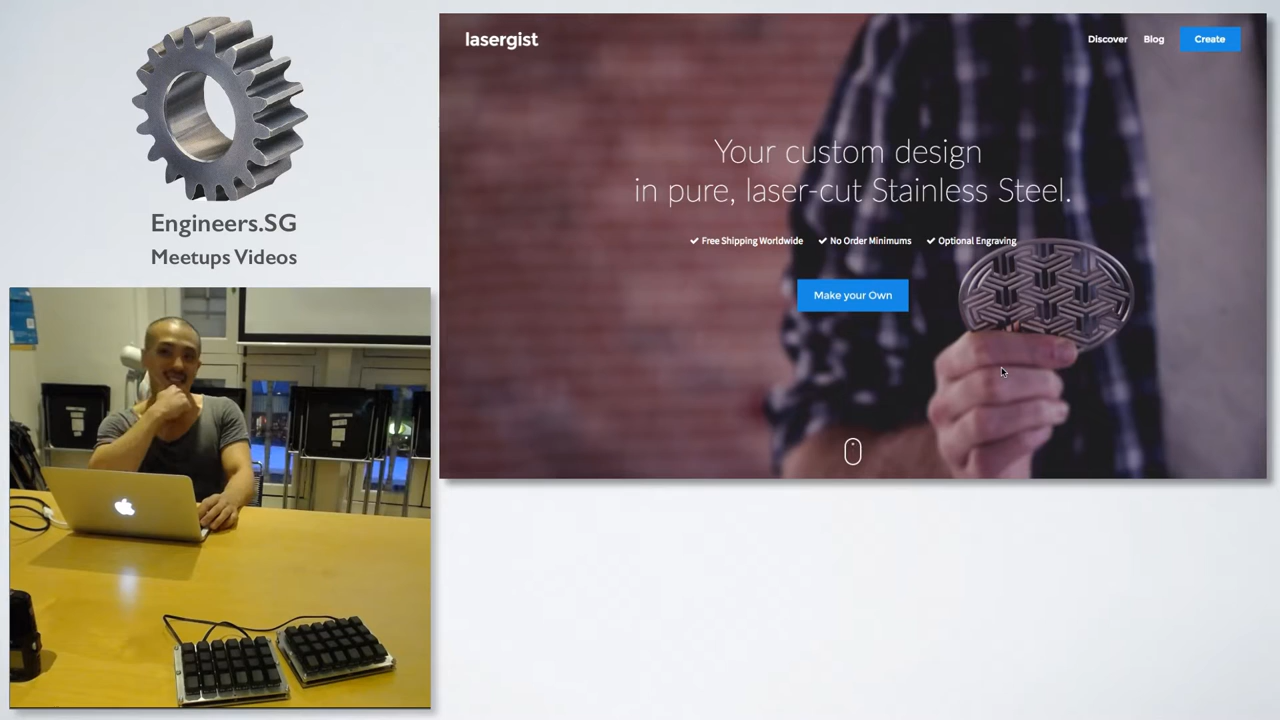 Engineers.SG
Meetups Videos
lasergist
Discover Blog Create
Your custom design
in pure, laser-cut Stainless Steel.
Free Shipping Worldwide No Order Minimums Optional Engraving
Make your Own